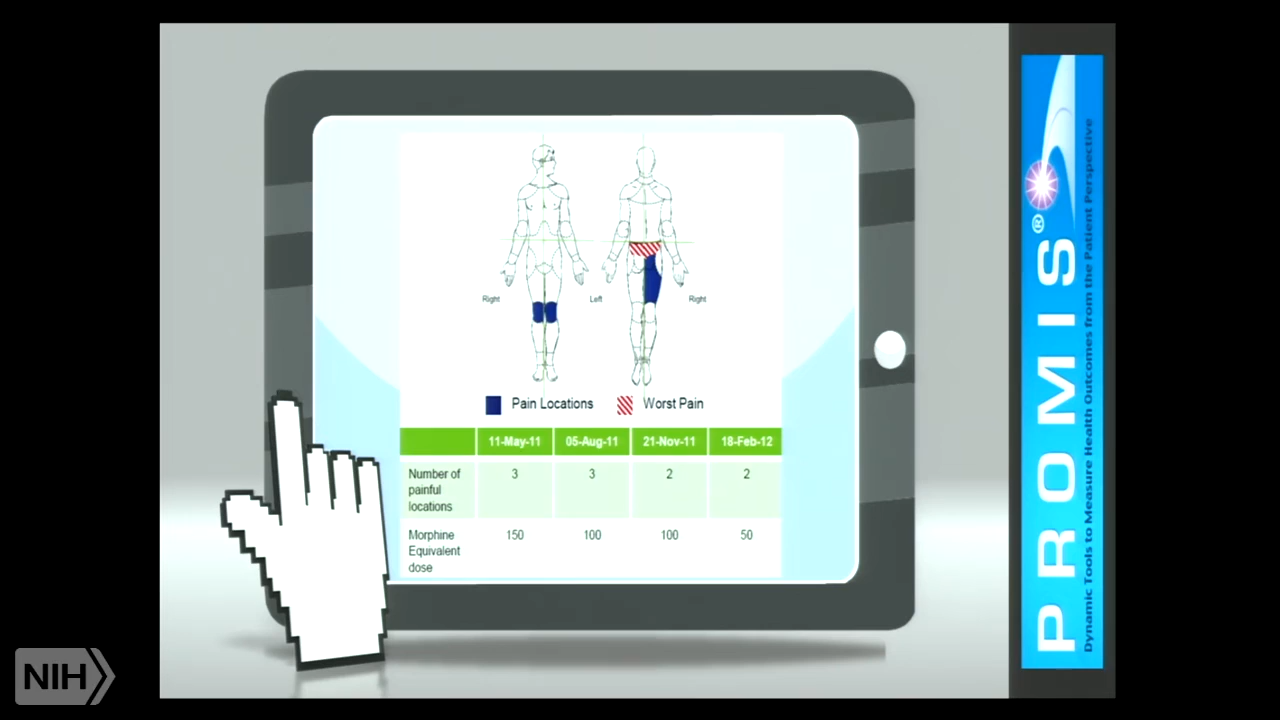 Right
Left
Right
Pain Locations
Worst Pain
11-May-11
05-Aug-11
21-Nov-11
18-Feb-12
Number of
painful
locations
3
3
2
2
Morphine
Equivalent
dose
150
100
100
50
PROMIS®
Dynamic Tools to Measure Health Outcomes from the Patient Perspective
NIH